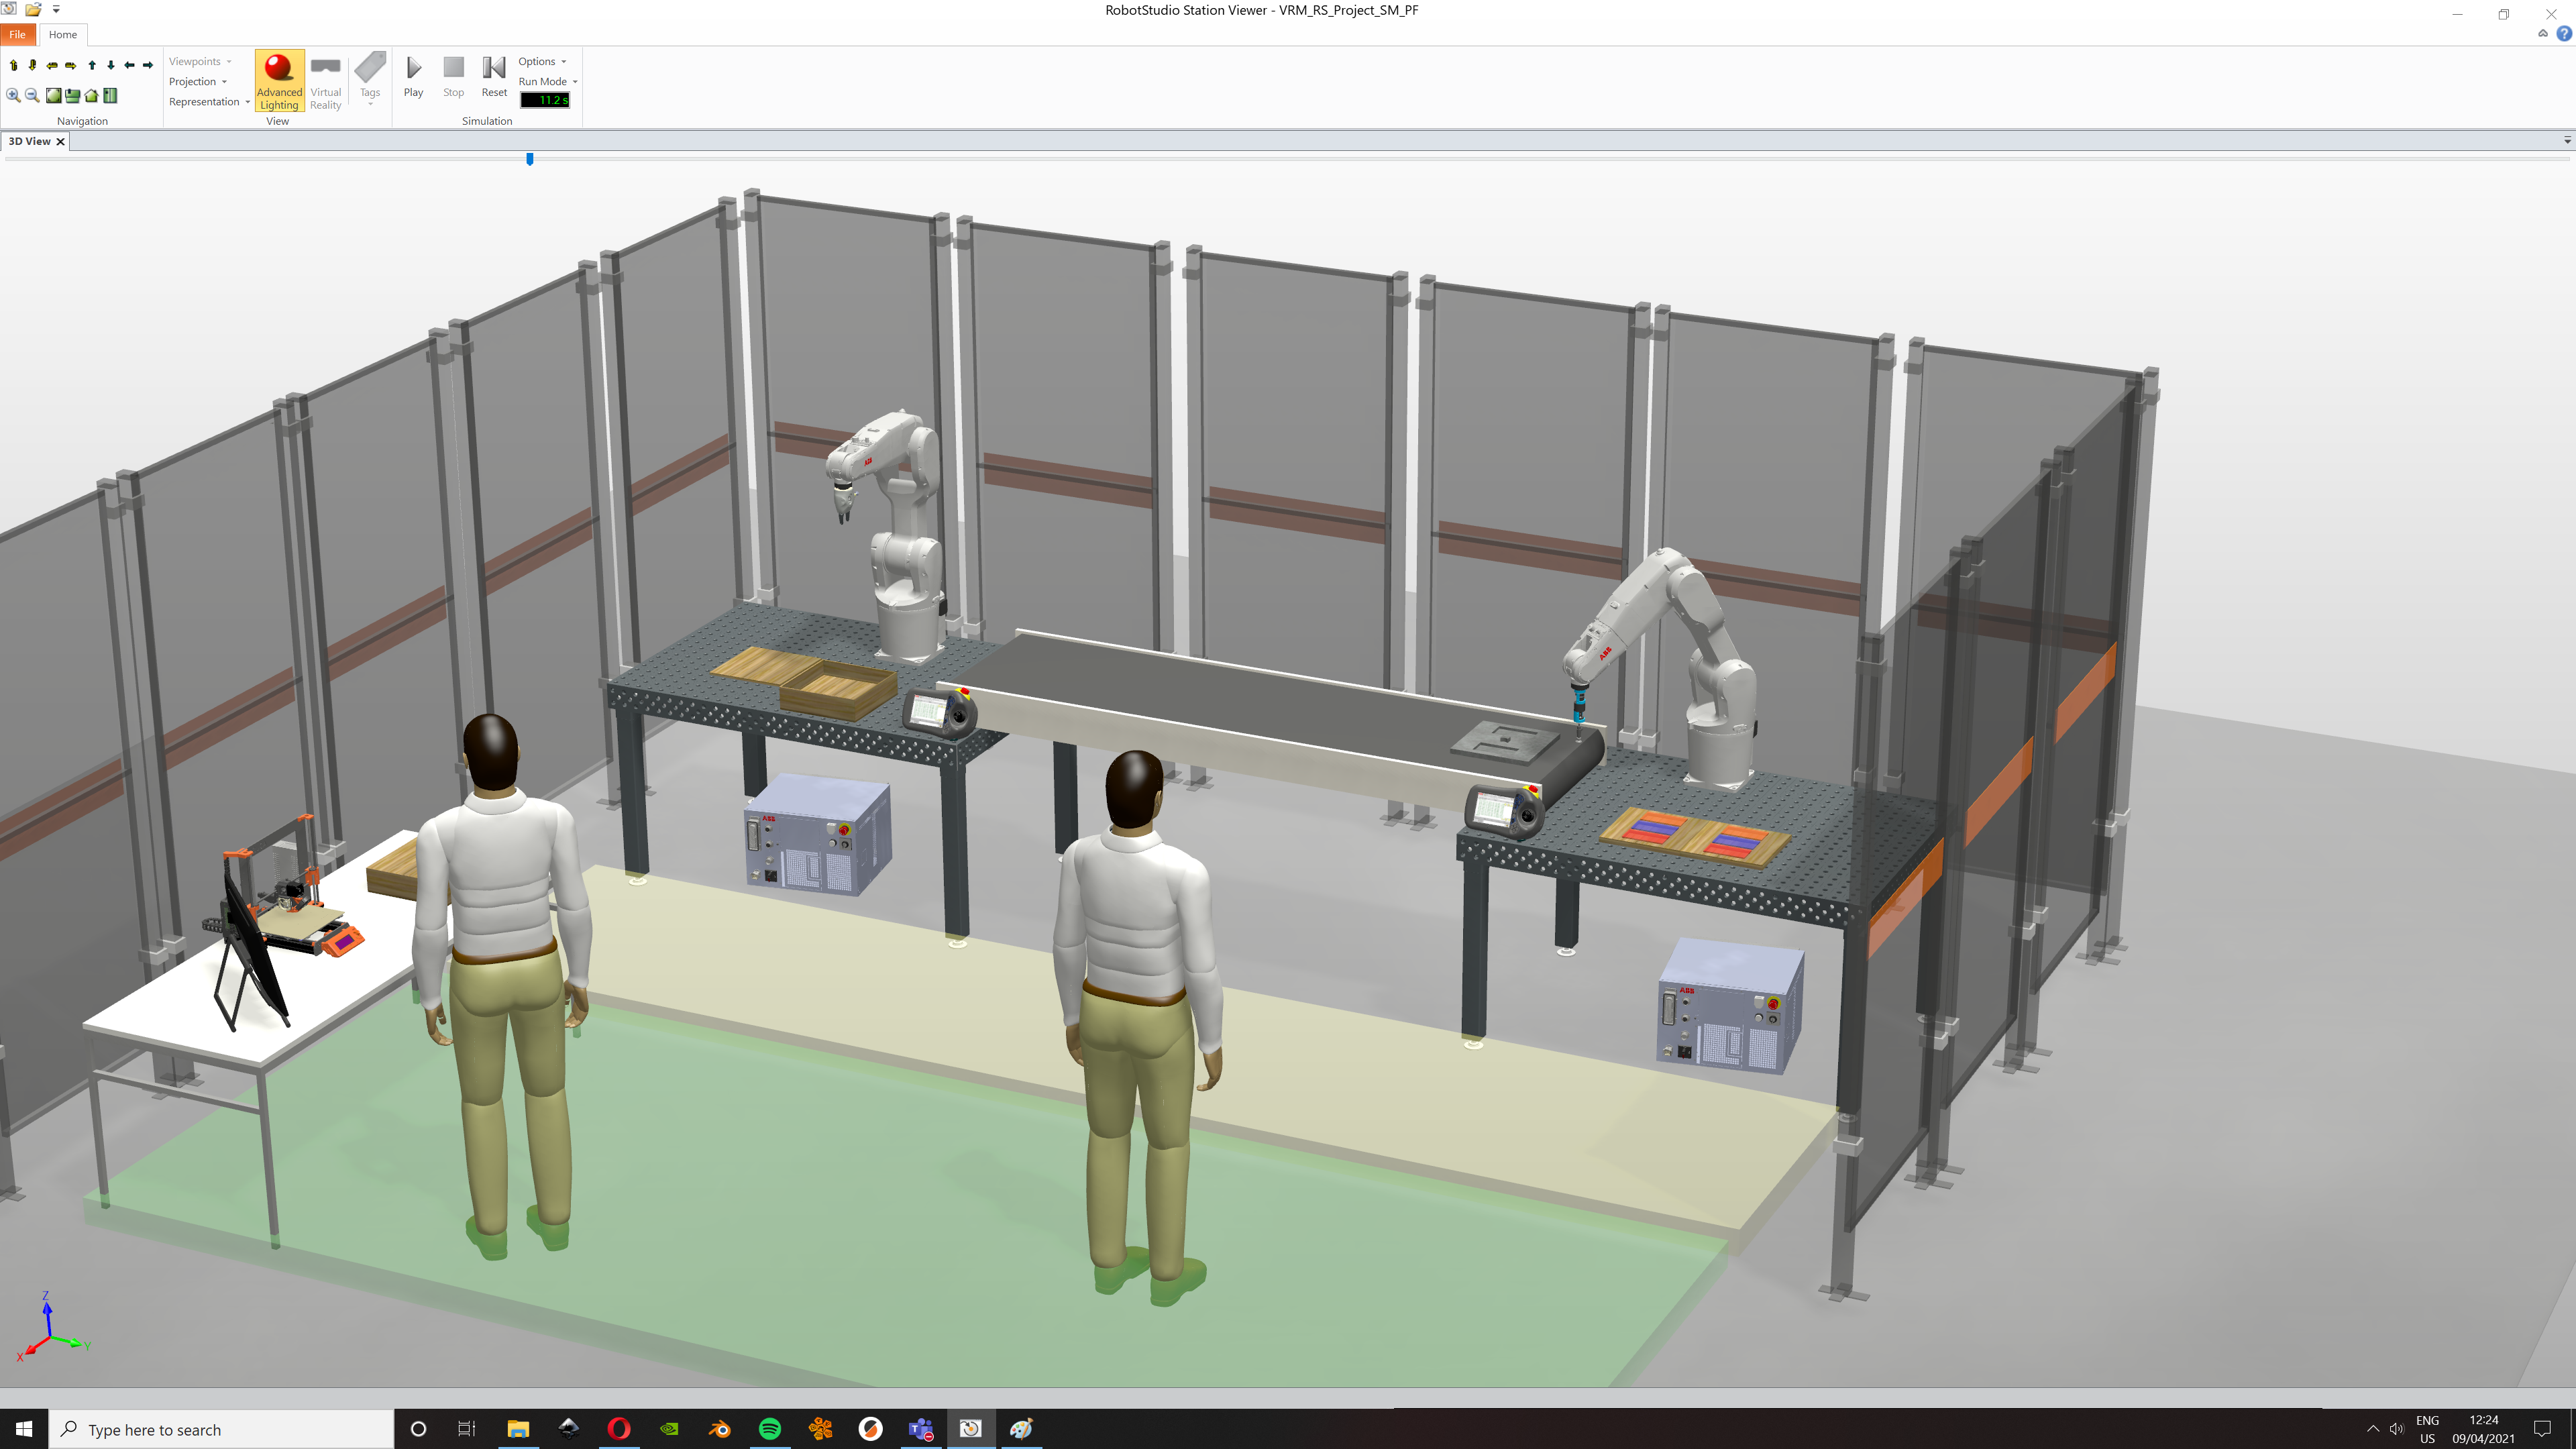 RobotStudio Station Viewer - VRM_RS_Project_SM_PF
File
Home
Viewpoints
Projection
Representation
Advanced
Lighting
Virtual
Reality
Tags
Play
Stop
Reset
Options
Run Mode
11.2 s
Navigation
View
Simulation
3D View
ABB
ABB
ABB
ABB
Z
Y
X
Type here to search
ENG
US
12:24
09/04/2021